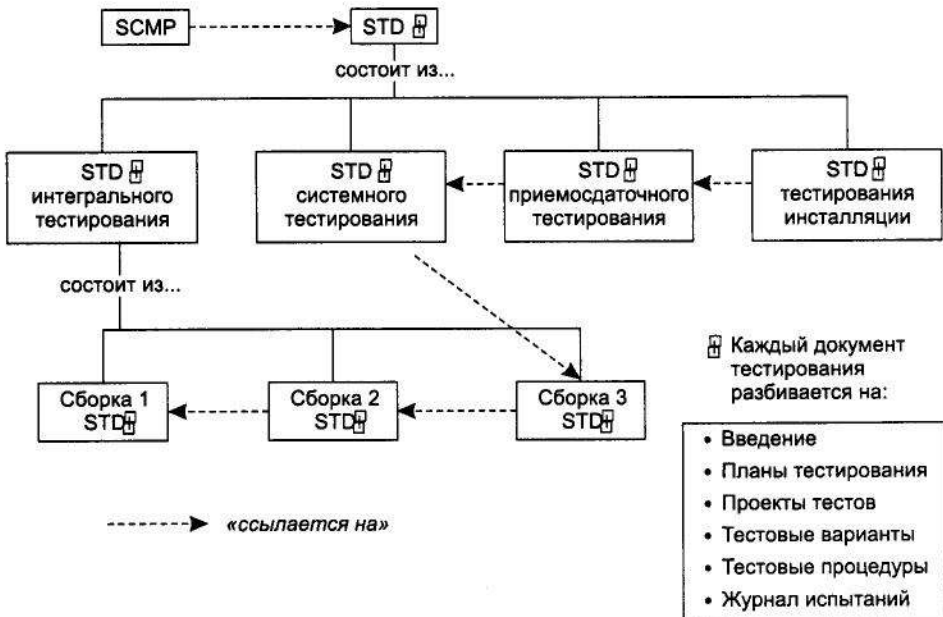 SCMP
STD
состоит из...
STD
интегрального
тестирования
STD
системного
тестирования
STD
приемосдаточного
тестирования
STD
тестирования
инсталляции
состоит из...
Сборка 1
STD
Сборка 2
STD
Сборка 3
STD
«ссылается на»
Каждый документ
тестирования
разбивается на:
• Введение
• Планы тестирования
• Проекты тестов
• Тестовые варианты
• Тестовые процедуры
• Журнал испытаний